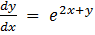 dy/dx = e^{2x+y}